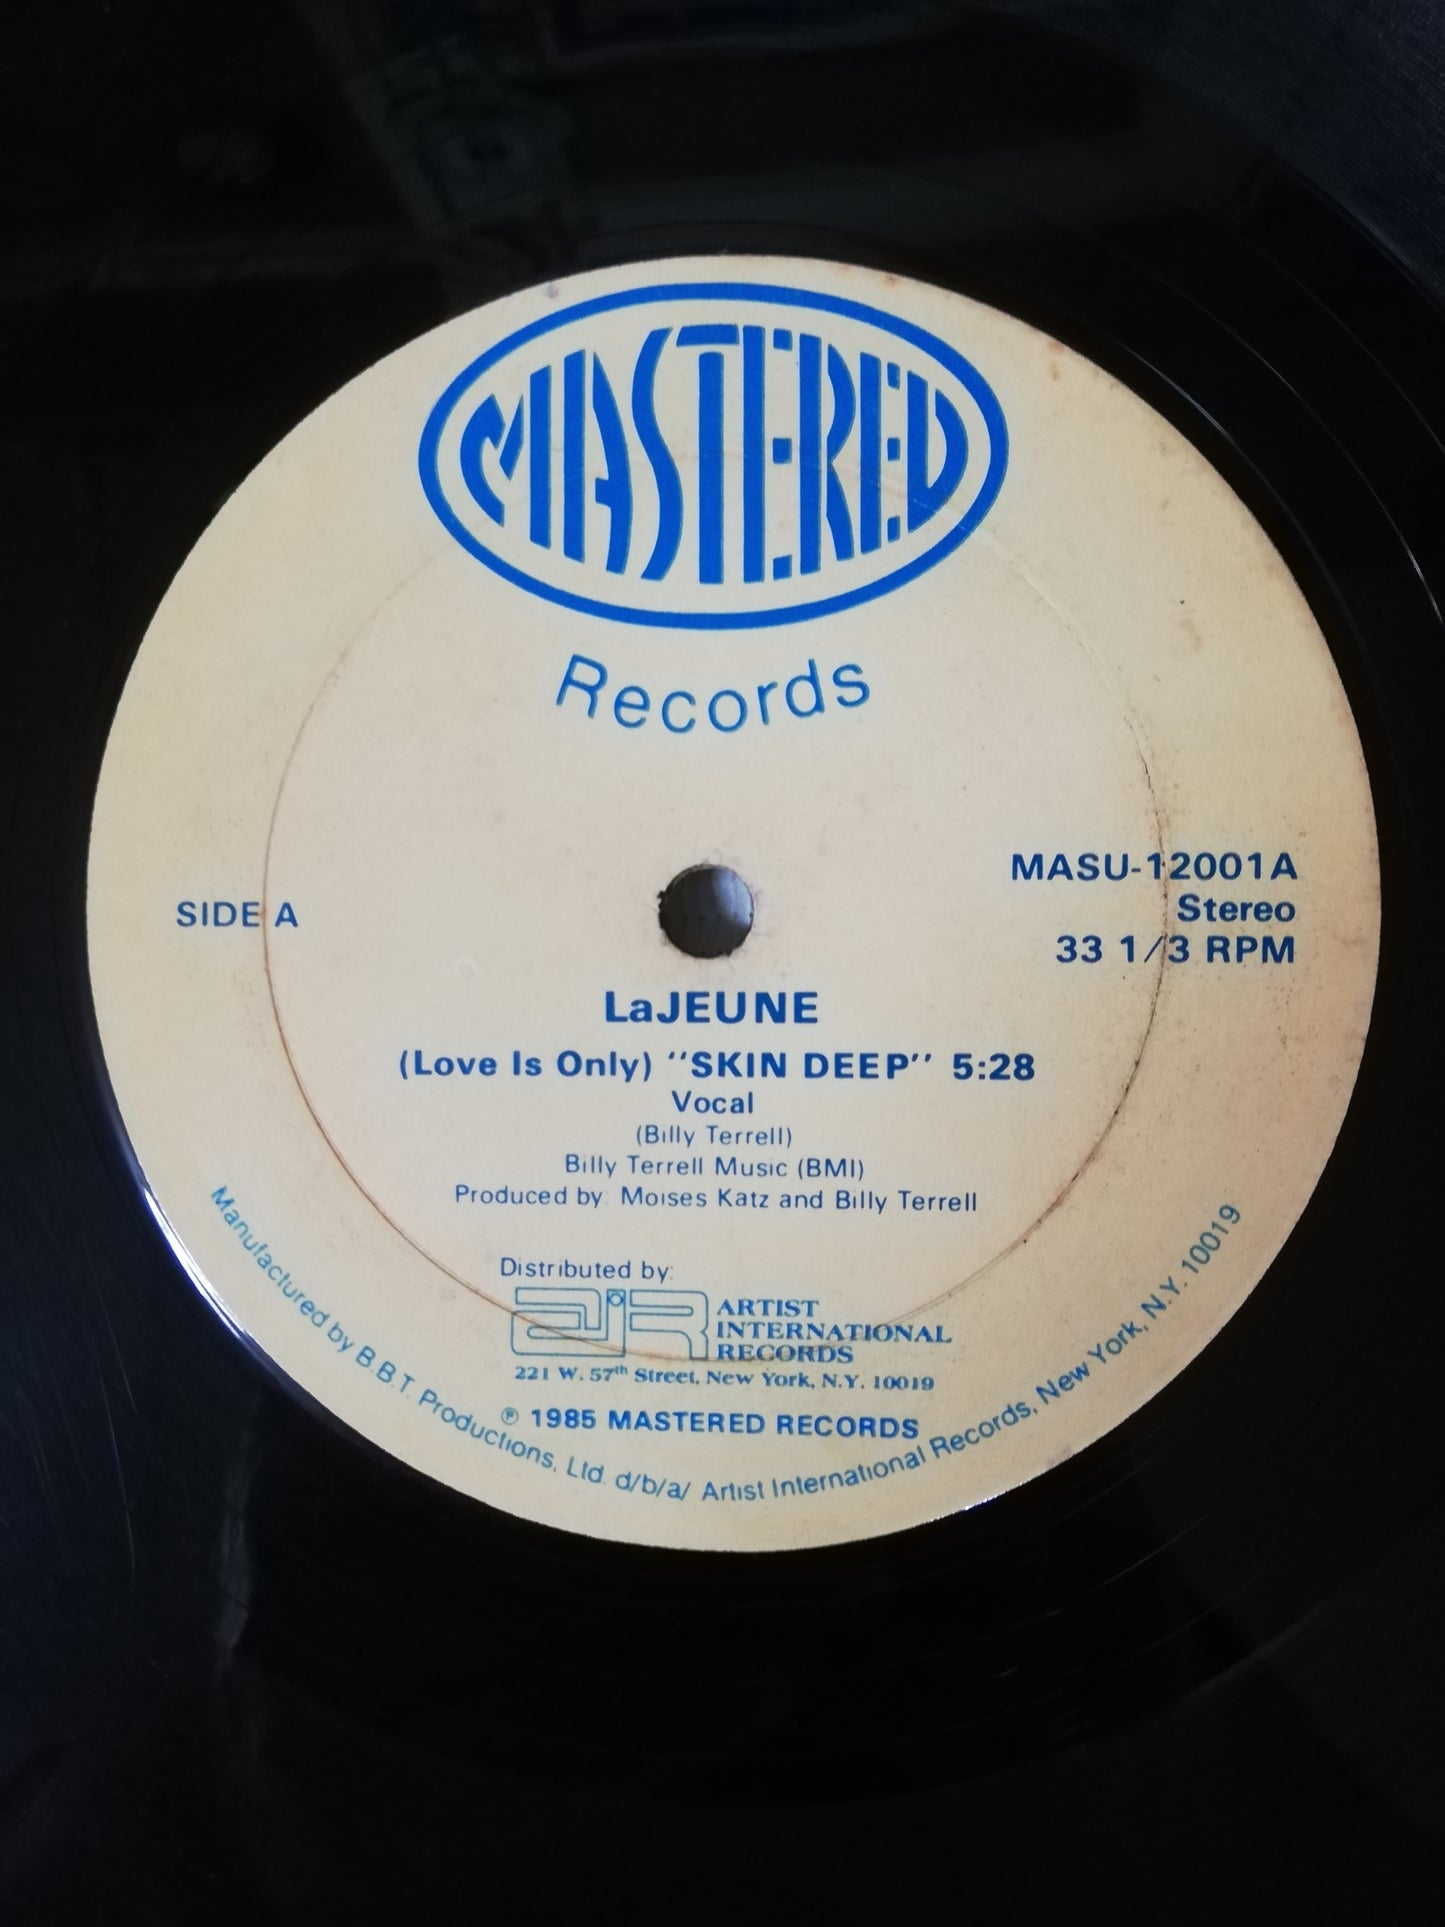 MASTERED
Records
MASU-12001A
Stereo
33 1/3 RPM
SIDE A
LaJEUNE
(Love Is Only) "SKIN DEEP" 5:28
Vocal
(Billy Terrell)
Billy Terrell Music (BMI)
Produced by: Moises Katz and Billy Terrell
Distributed by:
aiR ARTIST
INTERNATIONAL
RECORDS
221 W. 57th Street, New York, N.Y. 10019
℗ 1985 MASTERED RECORDS
Manufactured by B.B.T. Productions, Ltd. d/b/a/ Artist International Records, New York, N.Y. 10019